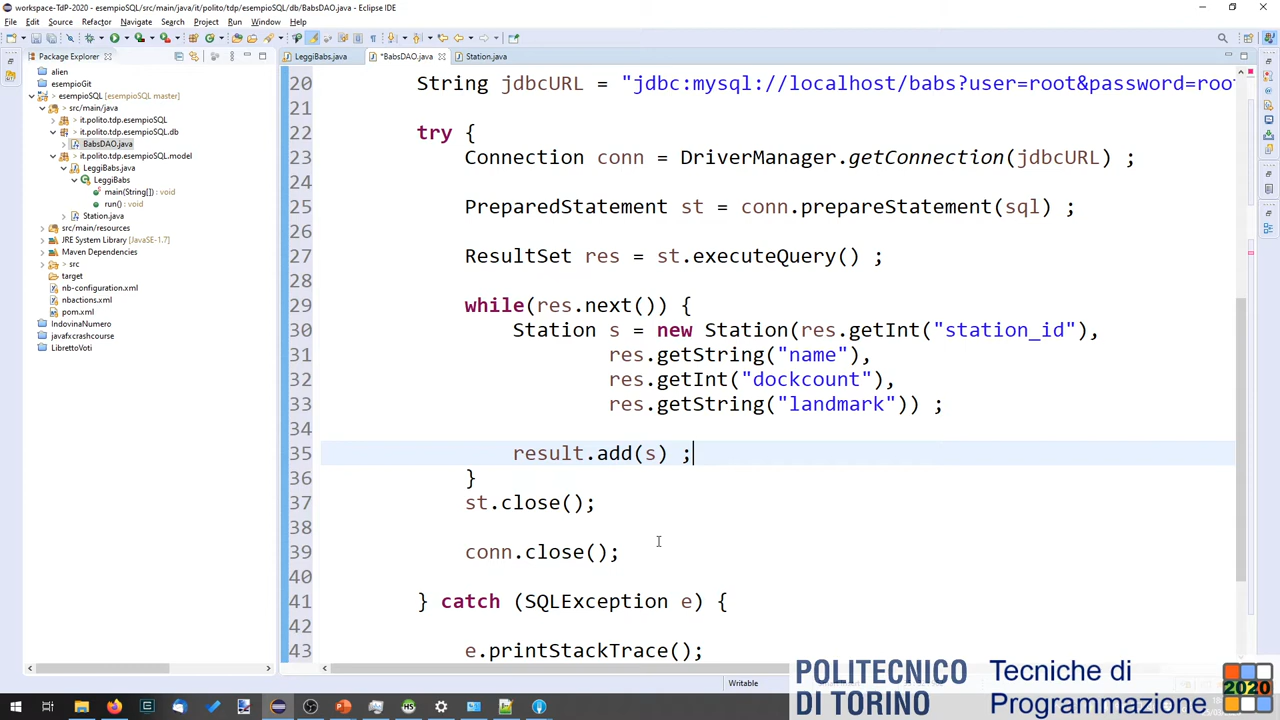 workspace-TdP-2020 - esempioSQL/src/main/java/it/polito/tdp/esempioSQL/db/BabsDAO.java - Eclipse IDE
File Edit Source Refactor Navigate Search Project Run Window Help
Package Explorer
LeggiBabs.java *BabsDAO.java Station.java
alien
esempioGit
esempioSQL [esempioSQL master]
src/main/java
it.polito.tdp.esempioSQL
it.polito.tdp.esempioSQL.db
BabsDAO.java
it.polito.tdp.esempioSQL.model
LeggiBabs.java
LeggiBabs
main(String[]) : void
run() : void
Station.java
src/main/resources
JRE System Library [JavaSE-1.7]
Maven Dependencies
src
target
nb-configuration.xml
nbactions.xml
pom.xml
IndovinaNumero
javafxcrashcourse
LibrettoVoti
20 String jdbcURL = "jdbc:mysql://localhost/babs?user=root&password=roo
21
22 try {
23 Connection conn = DriverManager.getConnection(jdbcURL) ;
24
25 PreparedStatement st = conn.prepareStatement(sql) ;
26
27 ResultSet res = st.executeQuery() ;
28
29 while(res.next()) {
30 Station s = new Station(res.getInt("station_id"),
31 res.getString("name"),
32 res.getInt("dockcount"),
33 res.getString("landmark")) ;
34
35 result.add(s) ;
36 }
37 st.close();
38
39 conn.close();
40
41 } catch (SQLException e) {
42
43 e.printStackTrace();
Writable
POLITECNICO
DI TORINO
Tecniche di
Programmazione
2020